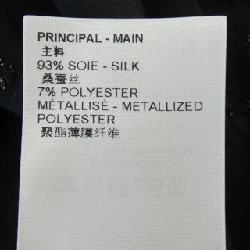 PRINCIPAL - MAIN
主料
93% SOIE - SILK
桑蚕丝
7% POLYESTER
MÉTALLISÉ - METALLIZED
POLYESTER
聚酯薄膜纤维